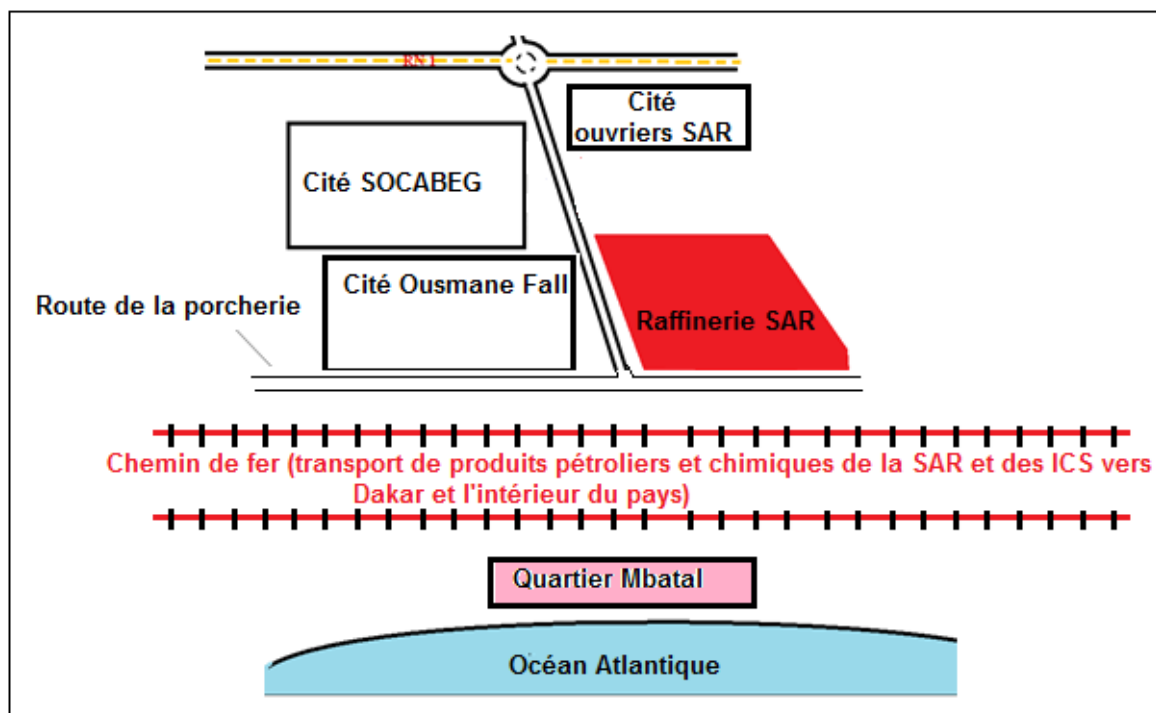 RN 1
Cité
ouvriers SAR
Cité SOCABEG
Cité Ousmane Fall
Route de la porcherie
Raffinerie SAR
Chemin de fer (transport de produits pétroliers et chimiques de la SAR et des ICS vers
Dakar et l'intérieur du pays)
Quartier Mbatal
Océan Atlantique